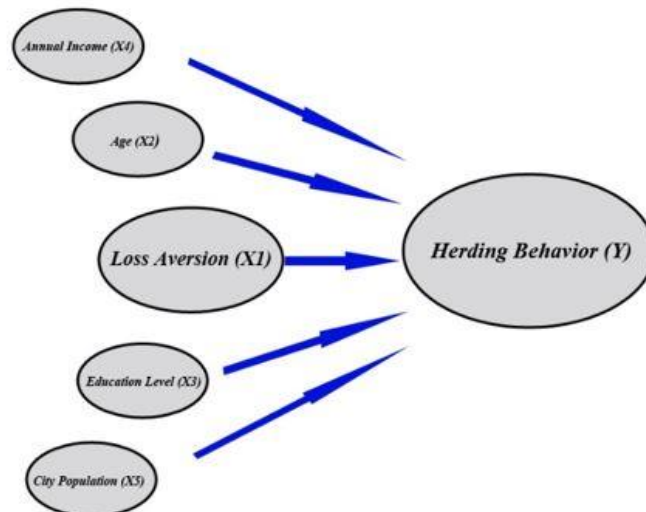 Annual Income (X4)
Age (X2)
Loss Aversion (X1)
Herding Behavior (Y)
Education Level (X3)
City Population (X5)